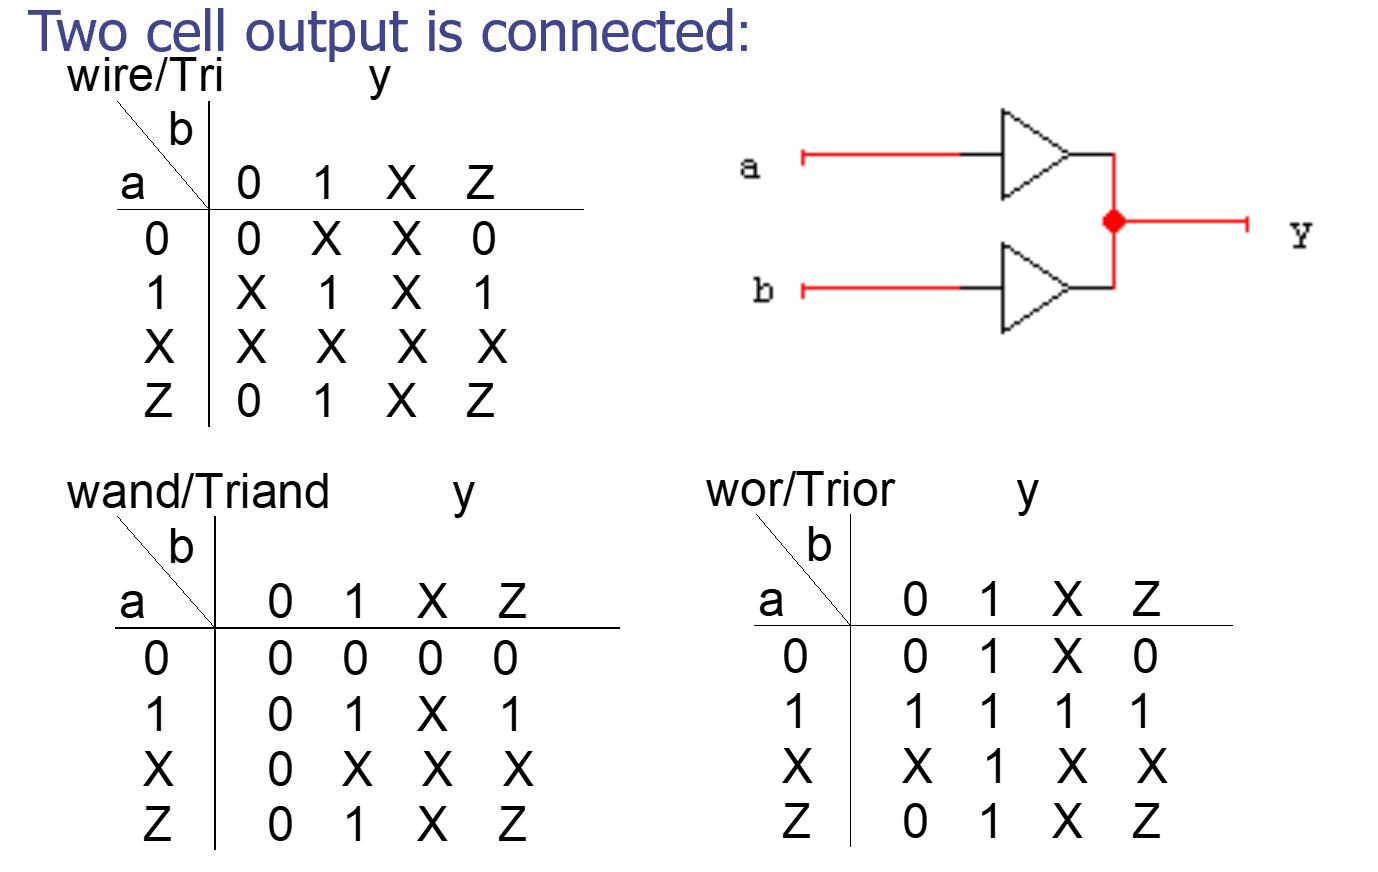 Two cell output is connected:
wire/Tri y
b
a 0 1 X Z
0 0 X X 0
1 X 1 X 1
X X X X X
Z 0 1 X Z
a
b
y
wand/Triand y
b
a 0 1 X Z
0 0 0 0 0
1 0 1 X 1
X 0 X X X
Z 0 1 X Z
wor/Trior y
b
a 0 1 X Z
0 0 1 X 0
1 1 1 1 1
X X 1 X X
Z 0 1 X Z